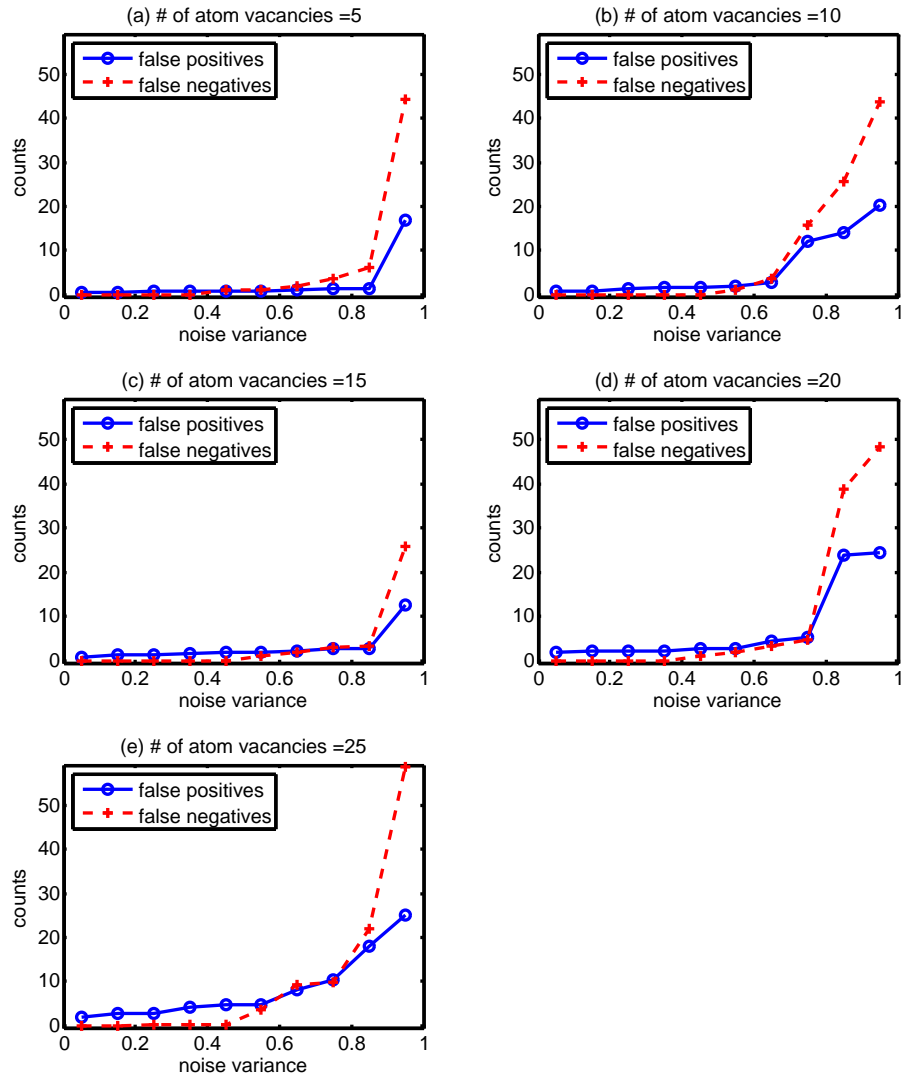 (a) # of atom vacancies =5
false positives
false negatives
50
40
30
20
10
0
0
0.2
0.4
0.6
0.8
1
counts
noise variance
(b) # of atom vacancies =10
false positives
false negatives
50
40
30
20
10
0
0
0.2
0.4
0.6
0.8
1
counts
noise variance
(c) # of atom vacancies =15
false positives
false negatives
50
40
30
20
10
0
0
0.2
0.4
0.6
0.8
1
counts
noise variance
(d) # of atom vacancies =20
false positives
false negatives
50
40
30
20
10
0
0
0.2
0.4
0.6
0.8
1
counts
noise variance
(e) # of atom vacancies =25
false positives
false negatives
50
40
30
20
10
0
0
0.2
0.4
0.6
0.8
1
counts
noise variance